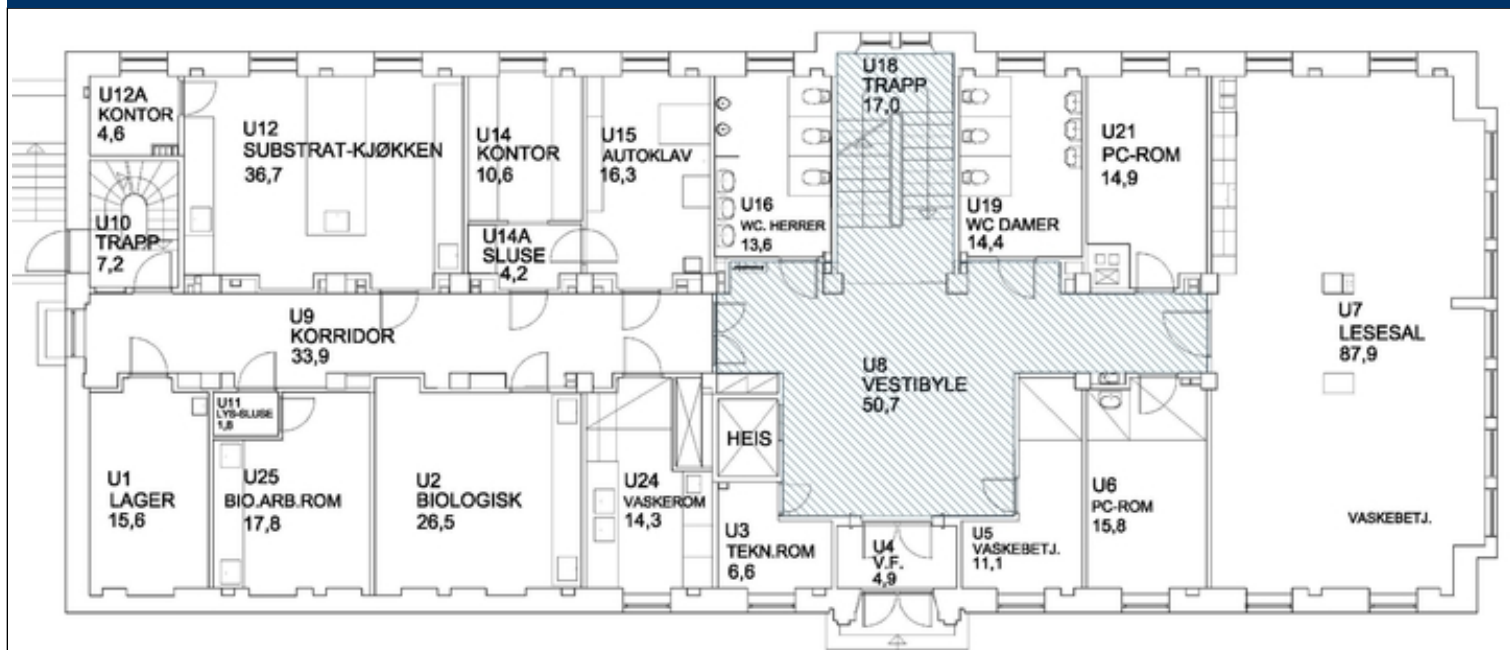 U12A
KONTOR
4,6
U12
SUBSTRAT-KJØKKEN
36,7
U14
KONTOR
10,6
U15
AUTOKLAV
16,3
U18
TRAPP
17,0
U21
PC-ROM
14,9
U10
TRAPP
7,2
U14A
SLUSE
4,2
U16
WC. HERRER
13,6
U19
WC DAMER
14,4
U9
KORRIDOR
33,9
U7
LESESAL
87,9
U8
VESTIBYLE
50,7
U11
LYS-SLUSE
1,8
HEIS
U1
LAGER
15,6
U25
BIO.ARB.ROM
17,8
U2
BIOLOGISK
26,5
U24
VASKEROM
14,3
U6
PC-ROM
15,8
VASKEBETJ.
U3
TEKN.ROM
6,6
U4
V.F.
4,9
U5
VASKEBETJ.
11,1